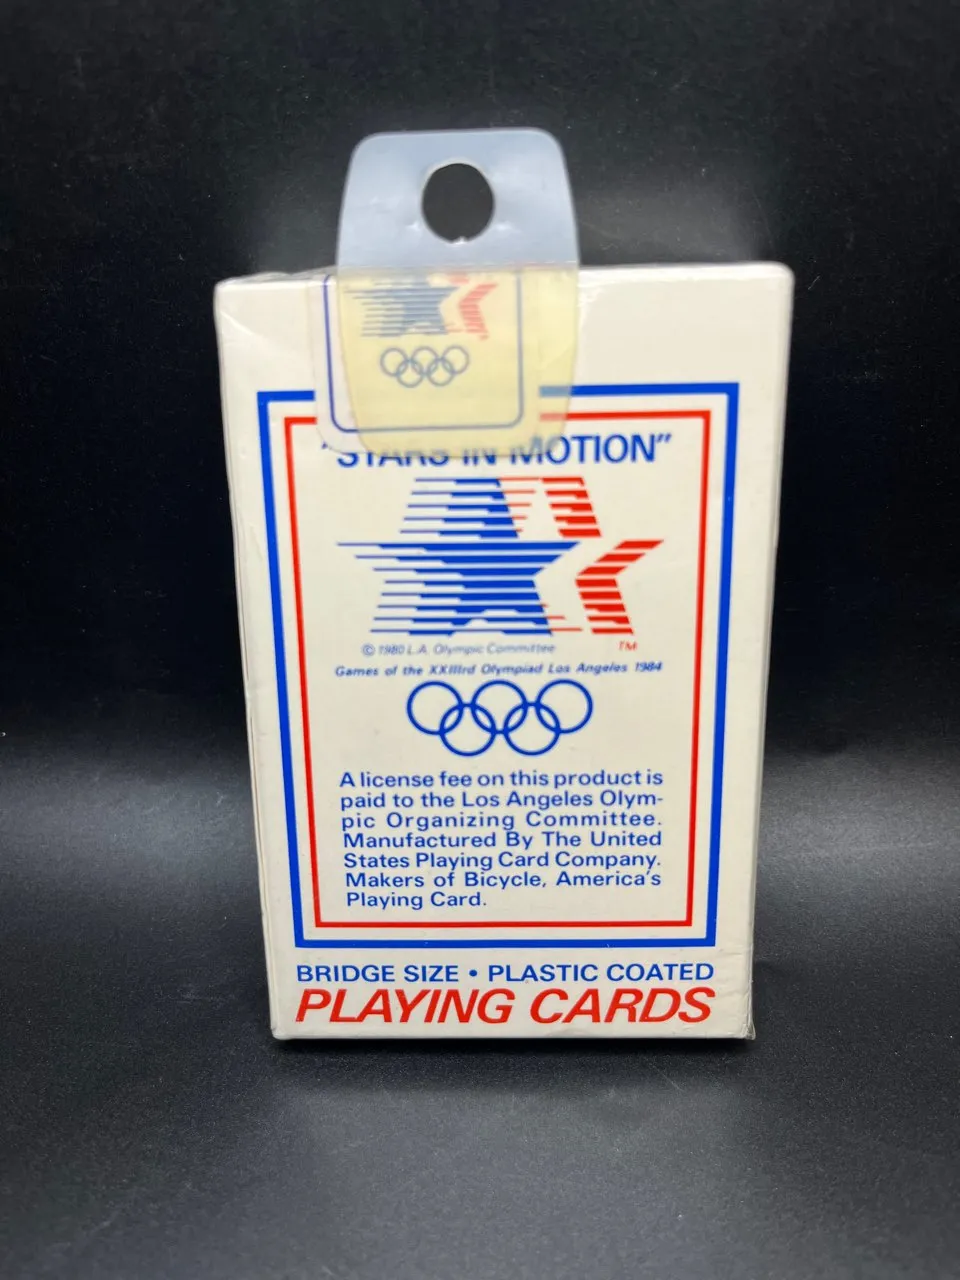 "STARS IN MOTION"
© 1980 L.A. Olympic Committee
TM
Games of the XXIIIrd Olympiad Los Angeles 1984
A license fee on this product is
paid to the Los Angeles Olym-
pic Organizing Committee.
Manufactured By The United
States Playing Card Company.
Makers of Bicycle, America's
Playing Card.
BRIDGE SIZE • PLASTIC COATED
PLAYING CARDS